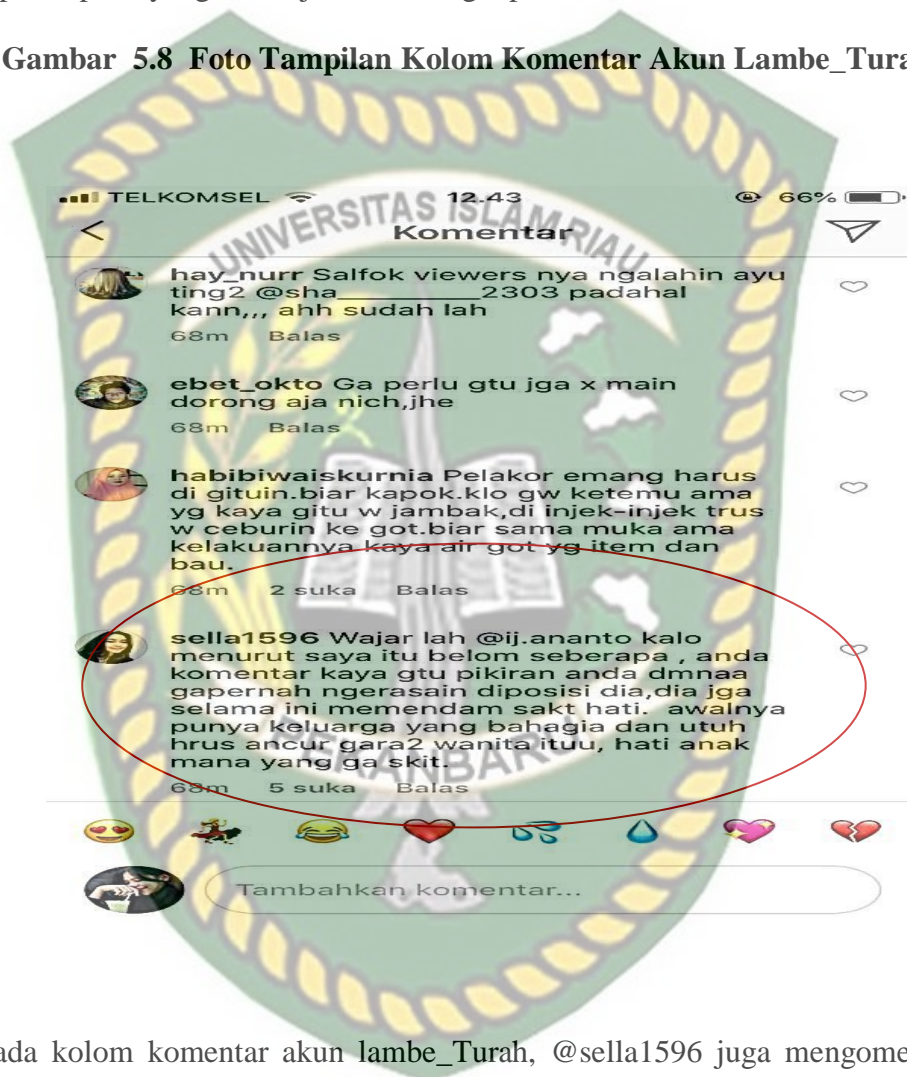 Gambar 5.8 Foto Tampilan Kolom Komentar Akun Lambe_Tura
TELKOMSEL 12.43 66%
UNIVERSITAS ISLAM RIAU
Komentar
hay_nurr Salfok viewers nya ngalahin ayu
ting2 @sha__________2303 padahal
kann,,, ahh sudah lah
68m Balas
ebet_okto Ga perlu gtu jga x main
dorong aja nich,jhe
68m Balas
habibiwaiskurnia Pelakor emang harus
di gituin.biar kapok.klo gw ketemu ama
yg kaya gitu w jambak,di injek-injek trus
w ceburin ke got.biar sama muka ama
kelakuannya kaya air got yg item dan
bau.
68m 2 suka Balas
sella1596 Wajar lah @ij.ananto kalo
menurut saya itu belom seberapa , anda
komentar kaya gtu pikiran anda dmnaa
gapernah ngerasain diposisi dia,dia jga
selama ini memendam sakt hati. awalnya
punya keluarga yang bahagia dan utuh
hrus ancur gara2 wanita ituu, hati anak
mana yang ga skit.
PEKANBARU
68m 5 suka Balas
Tambahkan komentar...
ada kolom komentar akun lambe_Turah, @sella1596 juga mengome